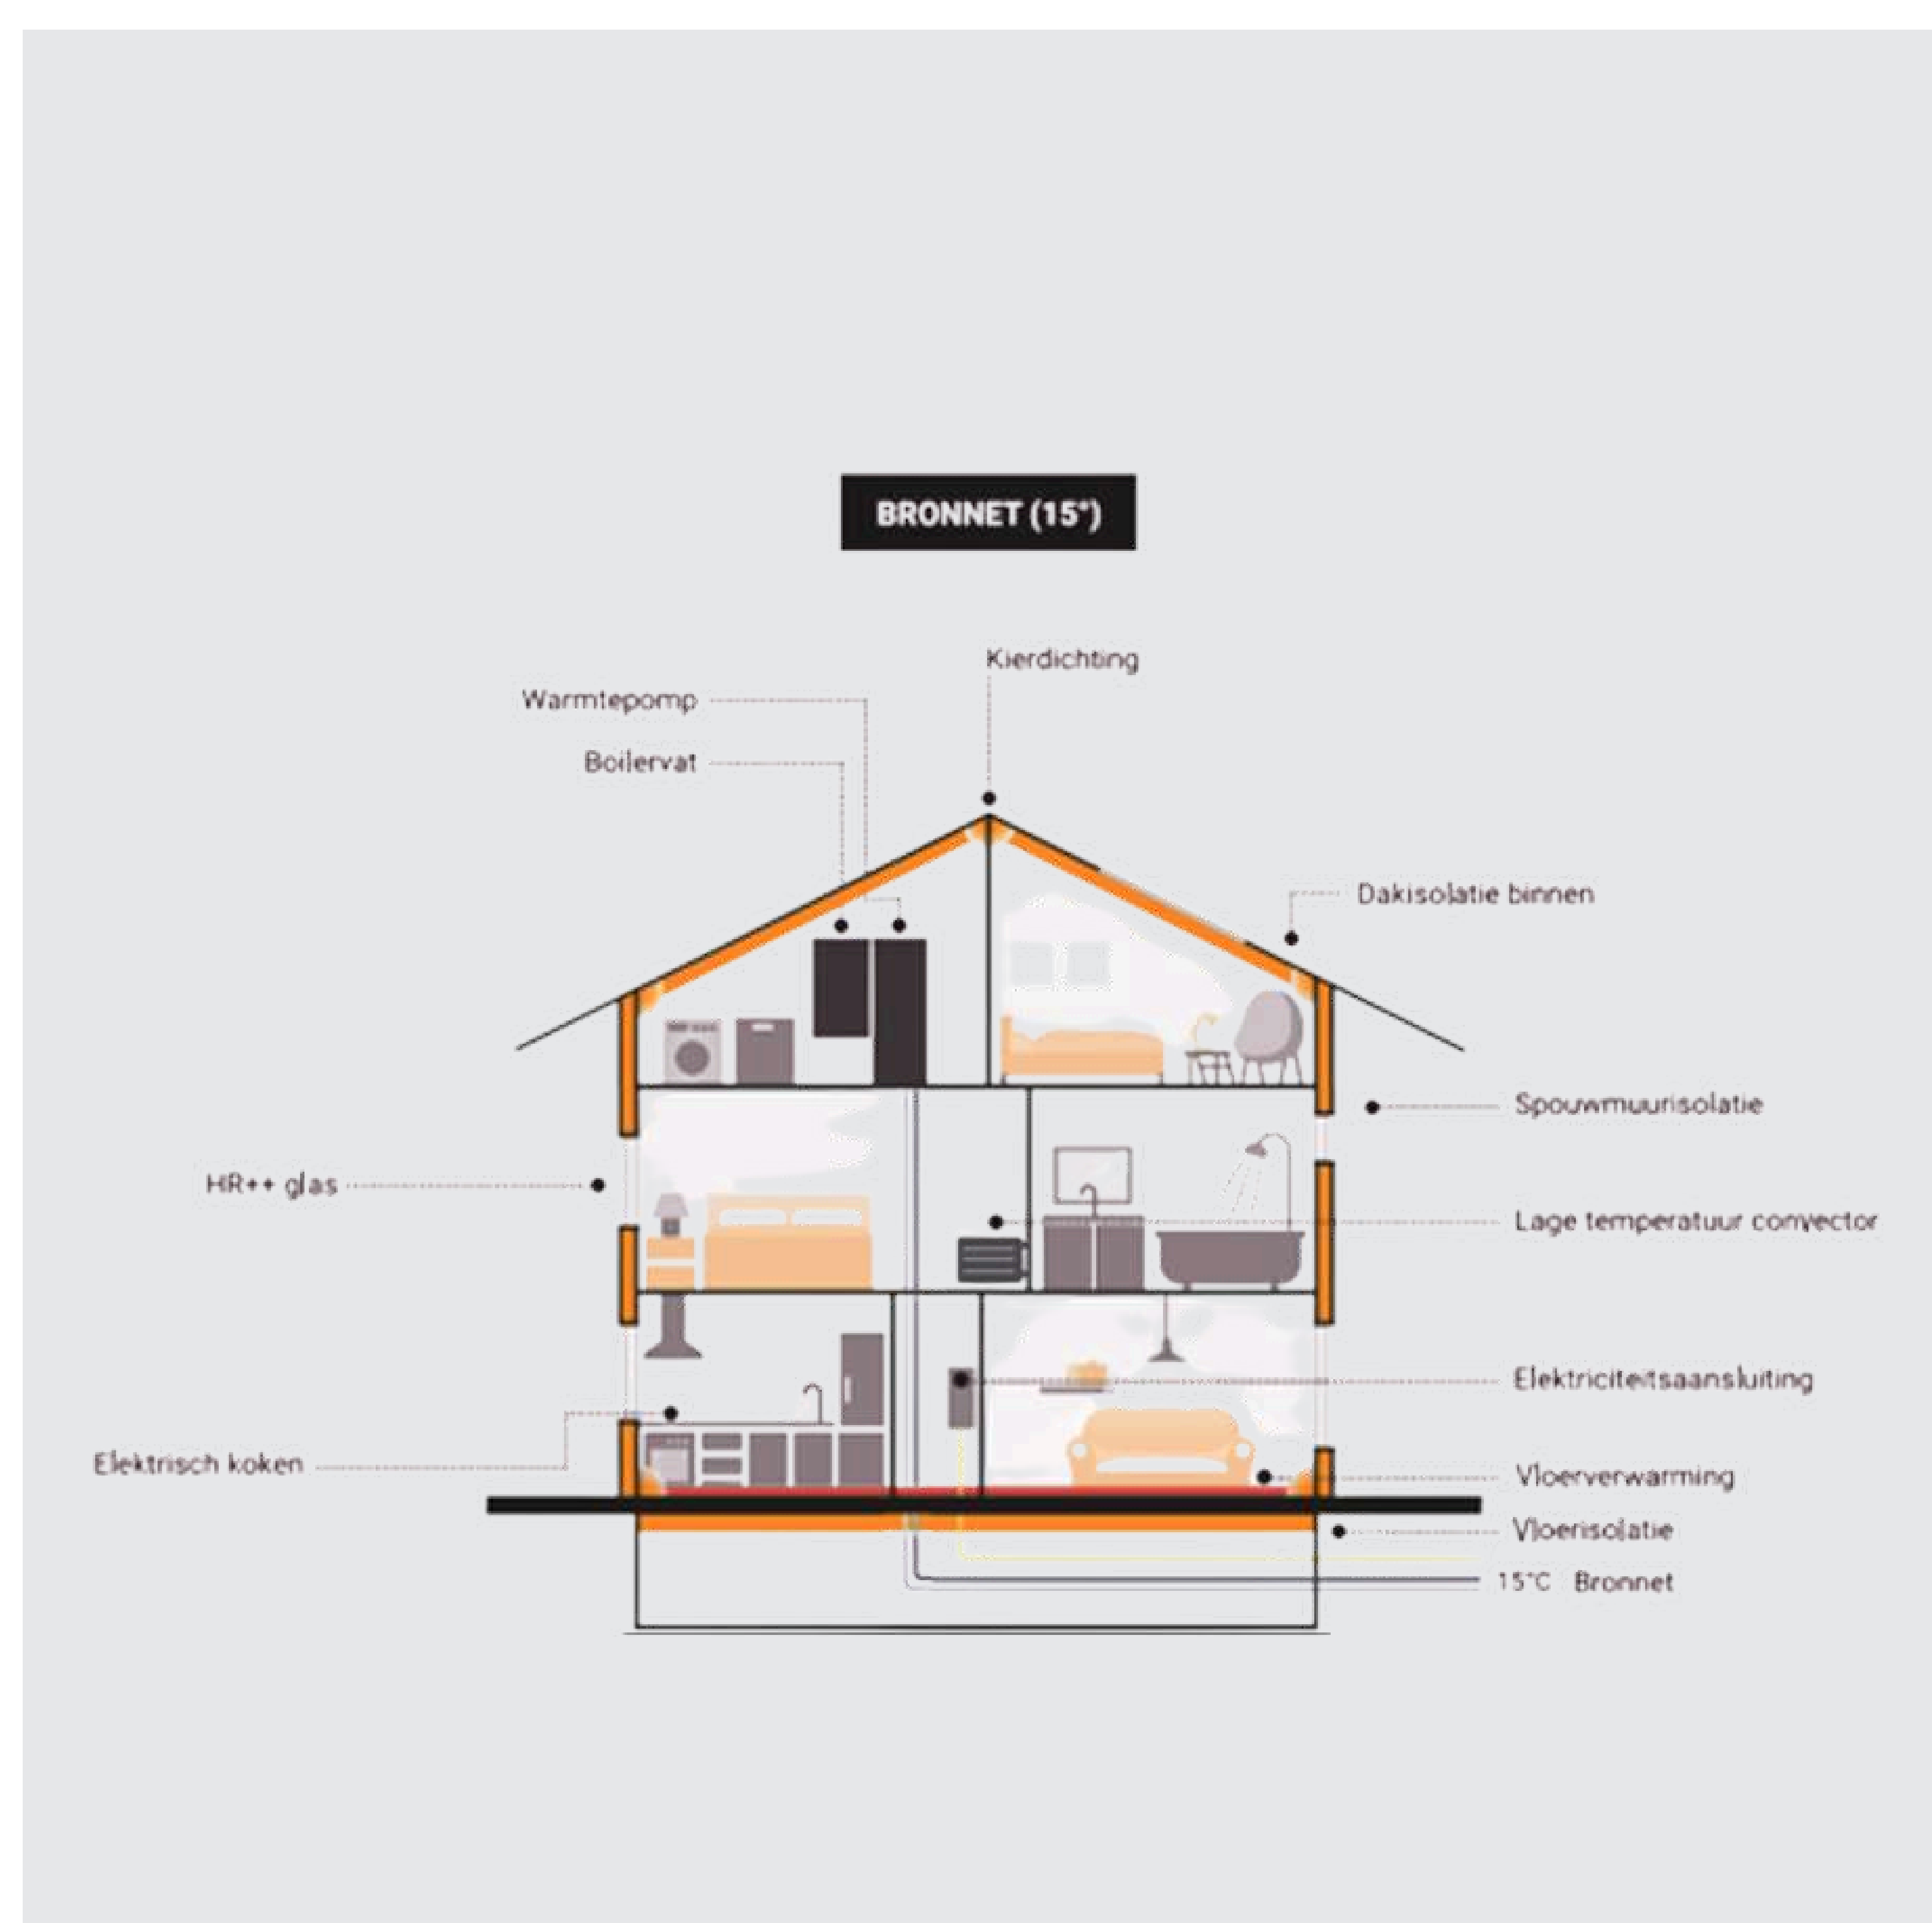 BRONNET (15°)
Kierdichting
Warmtepomp
Boilervat
Dakisolatie binnen
Spouwmuurisolatie
HR++ glas
Lage temperatuur convector
Elektriciteitsaansluiting
Elektrisch koken
Vloerverwarming
Vloerisolatie
15°C Bronnet